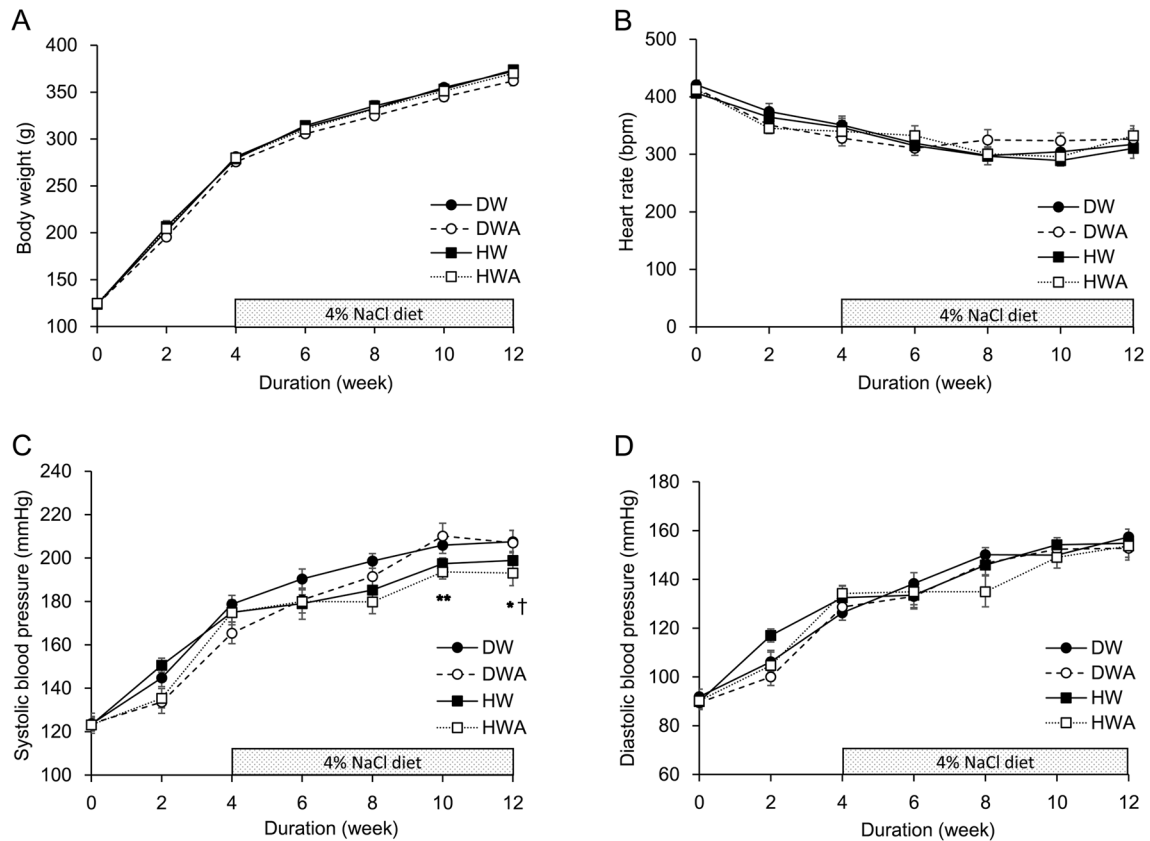 A
Body weight (g)
400
350
300
250
200
150
100
DW
DWA
HW
HWA
4% NaCl diet
0 2 4 6 8 10 12
Duration (week)
B
Heart rate (bpm)
500
400
300
200
100
0
DW
DWA
HW
HWA
4% NaCl diet
0 2 4 6 8 10 12
Duration (week)
C
Systolic blood pressure (mmHg)
240
220
200
180
160
140
120
100
**
* †
DW
DWA
HW
HWA
4% NaCl diet
0 2 4 6 8 10 12
Duration (week)
D
Diastolic blood pressure (mmHg)
180
160
140
120
100
80
60
DW
DWA
HW
HWA
4% NaCl diet
0 2 4 6 8 10 12
Duration (week)